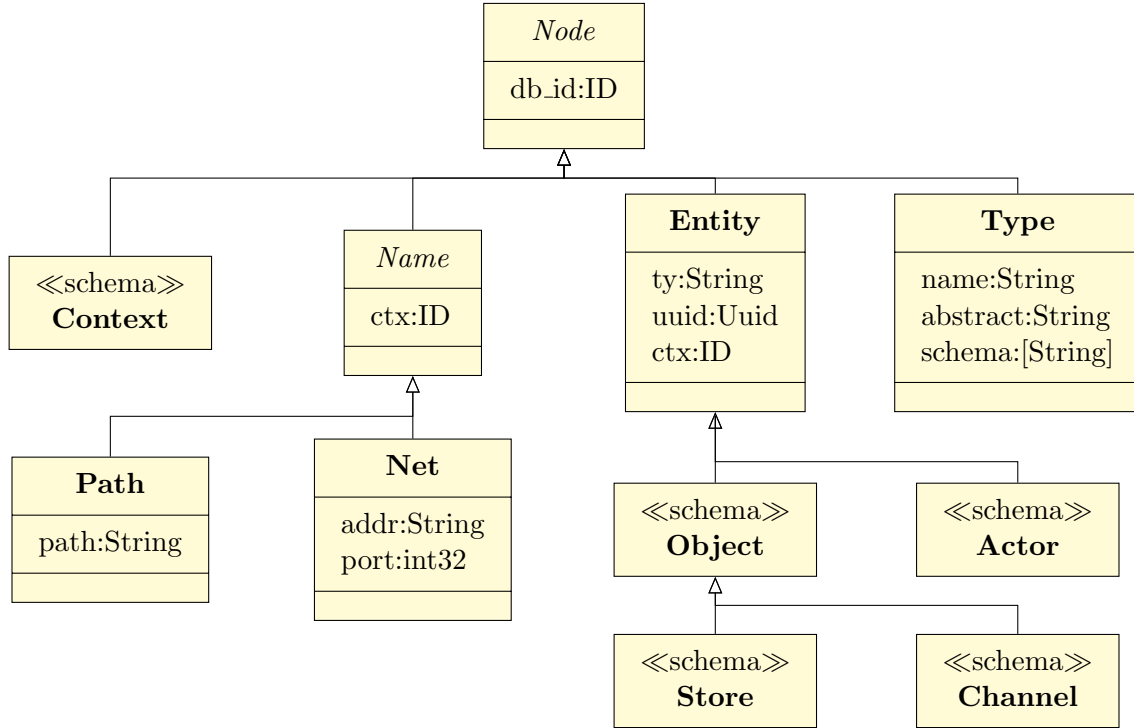 Node
db_id:ID
≪schema≫
Context
Name
ctx:ID
Entity
ty:String
uuid:Uuid
ctx:ID
Type
name:String
abstract:String
schema:[String]
Path
path:String
Net
addr:String
port:int32
≪schema≫
Object
≪schema≫
Actor
≪schema≫
Store
≪schema≫
Channel